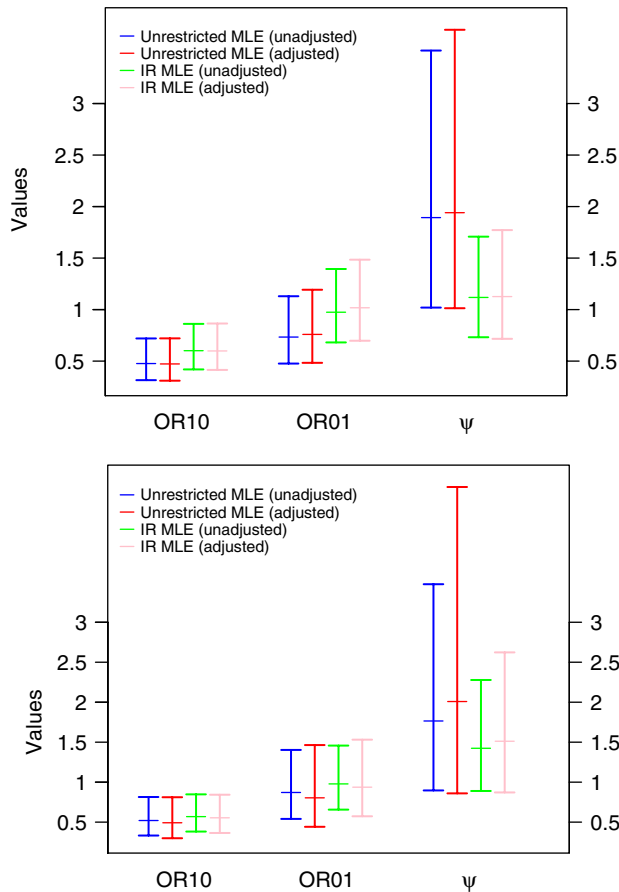 Unrestricted MLE (unadjusted)
Unrestricted MLE (adjusted)
IR MLE (unadjusted)
IR MLE (adjusted)
Values
3
2.5
2
1.5
1
0.5
3
2.5
2
1.5
1
0.5
OR10
OR01
ψ
Unrestricted MLE (unadjusted)
Unrestricted MLE (adjusted)
IR MLE (unadjusted)
IR MLE (adjusted)
Values
3
2.5
2
1.5
1
0.5
3
2.5
2
1.5
1
0.5
OR10
OR01
ψ